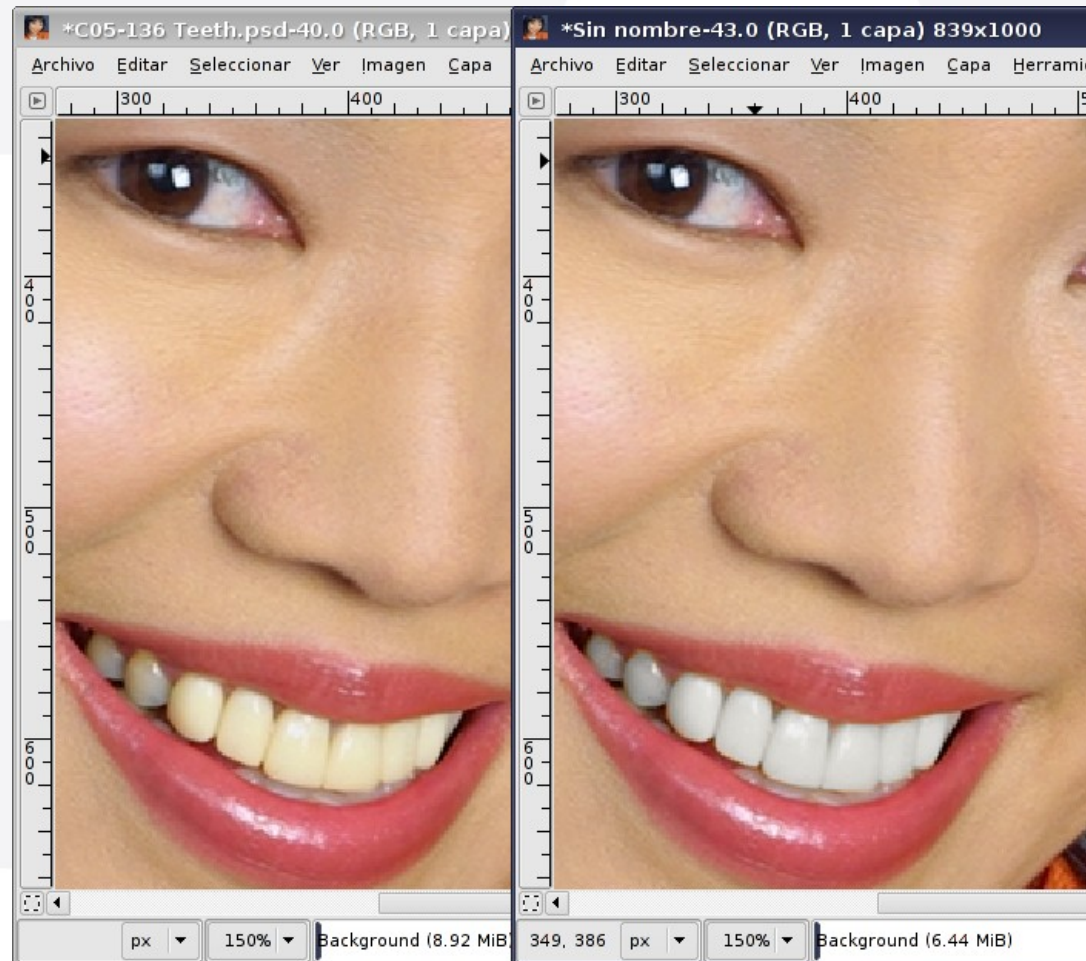 *C05-136 Teeth.psd-40.0 (RGB, 1 capa)
Archivo Editar Seleccionar Ver Imagen Capa
300 400
400
500
600
px 150% Background (8.92 MiB)
*Sin nombre-43.0 (RGB, 1 capa) 839x1000
Archivo Editar Seleccionar Ver Imagen Capa Herrami
300 400 5
400
500
600
349, 386 px 150% Background (6.44 MiB)